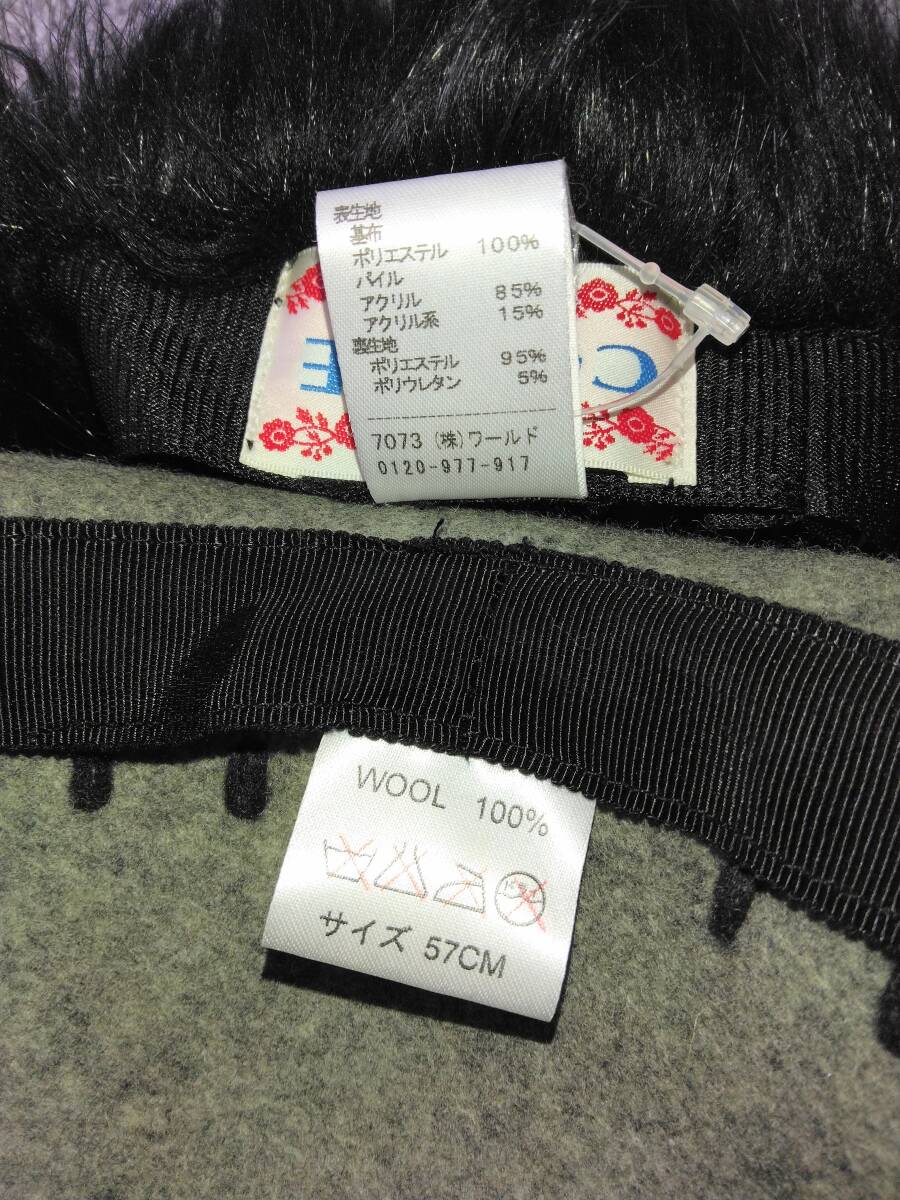 表生地
基布
ポリエステル 100%
パイル
アクリル 85%
アクリル系 15%
裏生地
ポリエステル 95%
ポリウレタン 5%
7073 (株)ワールド
0120-977-917
WOOL 100%
ドライ
サイズ 57CM